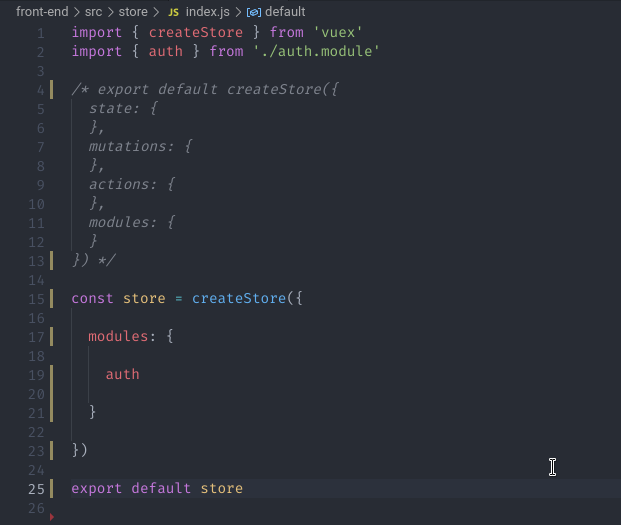 front-end > src > store > JS index.js > default
1 import { createStore } from 'vuex'
2 import { auth } from './auth.module'
3
4 /* export default createStore({
5   state: {
6   },
7   mutations: {
8   },
9   actions: {
10   },
11   modules: {
12   }
13 }) */
14
15 const store = createStore({
16
17   modules: {
18
19     auth
20
21   }
22
23 })
24
25 export default store
26